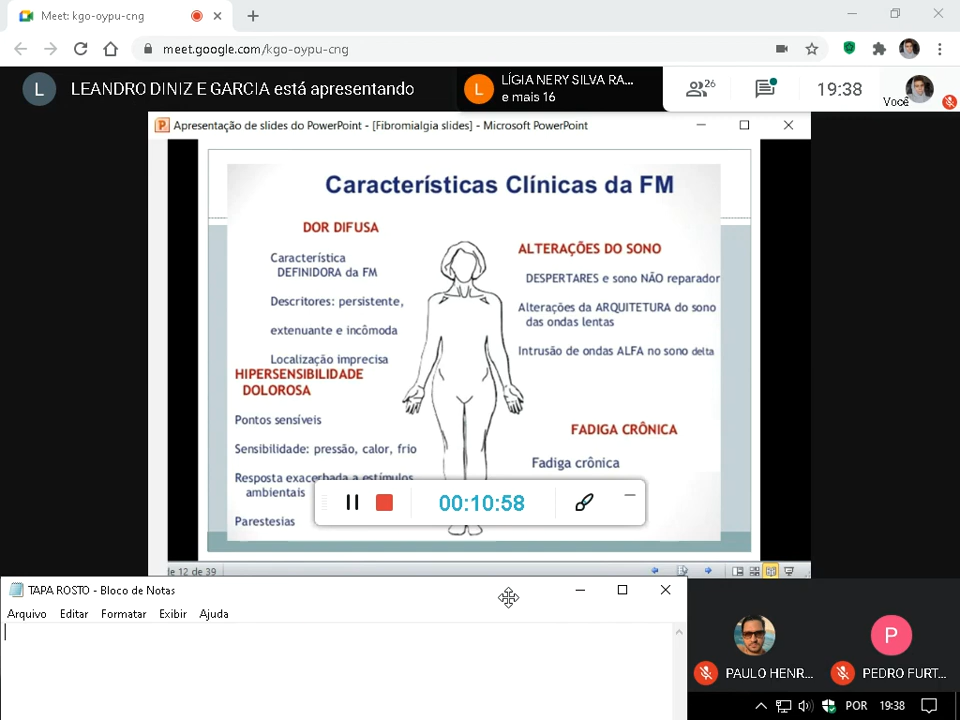 Meet: kgo-oypu-cng
meet.google.com/kgo-oypu-cng
L
LEANDRO DINIZ E GARCIA está apresentando
L
LÍGIA NERY SILVA RA...
e mais 16
26
19:38
Você
Apresentação de slides do PowerPoint - [Fibromialgia slides] - Microsoft PowerPoint
Características Clínicas da FM
DOR DIFUSA
Característica
DEFINIDORA da FM
Descritores: persistente,
extenuante e incômoda
Localização imprecisa
HIPERSENSIBILIDADE
DOLOROSA
Pontos sensíveis
Sensibilidade: pressão, calor, frio
Resposta exacerbada a estímulos
ambientais
Parestesias
ALTERAÇÕES DO SONO
DESPERTARES e sono NÃO reparador
Alterações da ARQUITETURA do sono
das ondas lentas
Intrusão de ondas ALFA no sono delta
FADIGA CRÔNICA
Fadiga crônica
00:10:58
de 12 de 39
TAPA ROSTO - Bloco de Notas
Arquivo Editar Formatar Exibir Ajuda
PAULO HENR...
P
PEDRO FURT...
POR 19:38